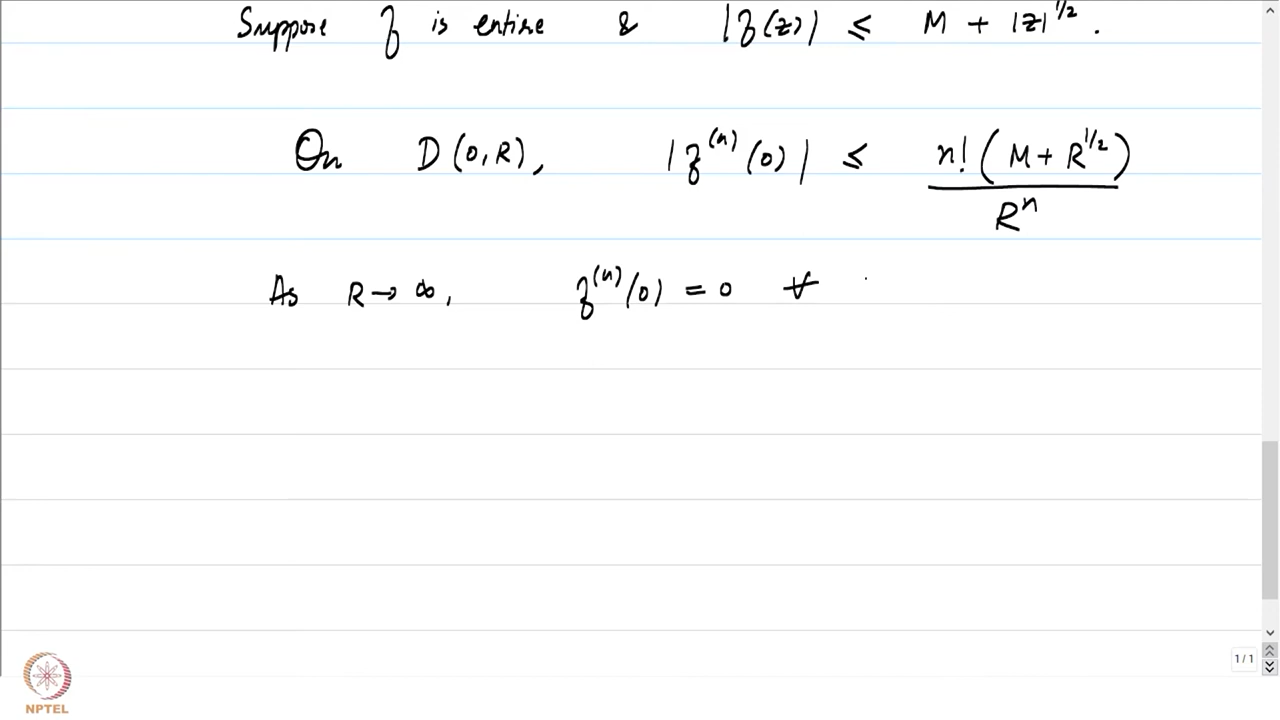 Suppose f is entire & |f(z)| ≤ M + |z|^{1/2}.
On D(0,R), |f^{(n)}(0)| ≤ n! (M + R^{1/2}) / R^n
As R → ∞, f^{(n)}(0) = 0 ∀
1/1
NPTEL